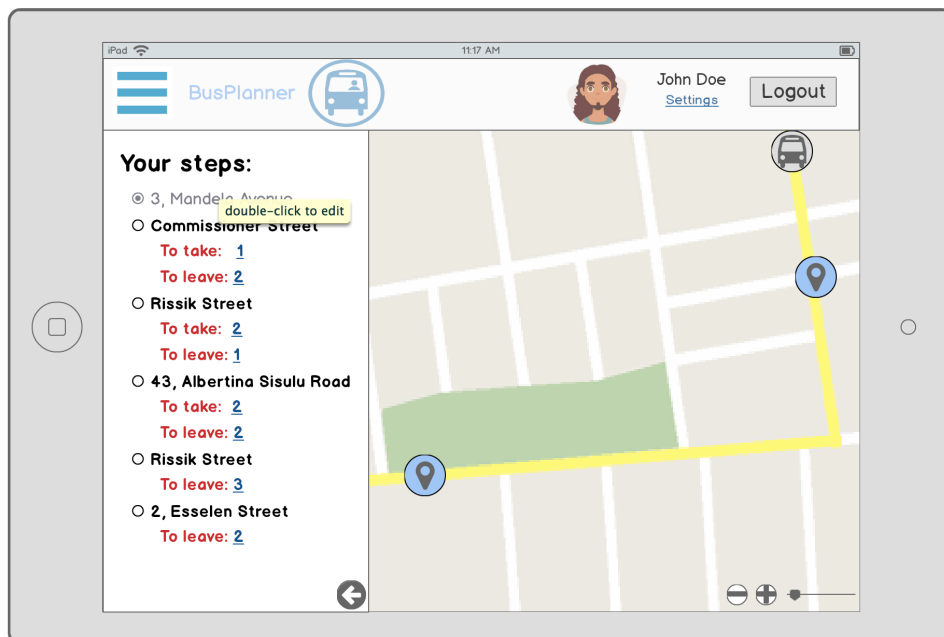 iPad
11:17 AM
BusPlanner
John Doe
Settings
Logout
Your steps:
3, Mandela Avenue
double-click to edit
Commissioner Street
To take: 1
To leave: 2
Rissik Street
To take: 2
To leave: 1
43, Albertina Sisulu Road
To take: 2
To leave: 2
Rissik Street
To leave: 3
2, Esselen Street
To leave: 2